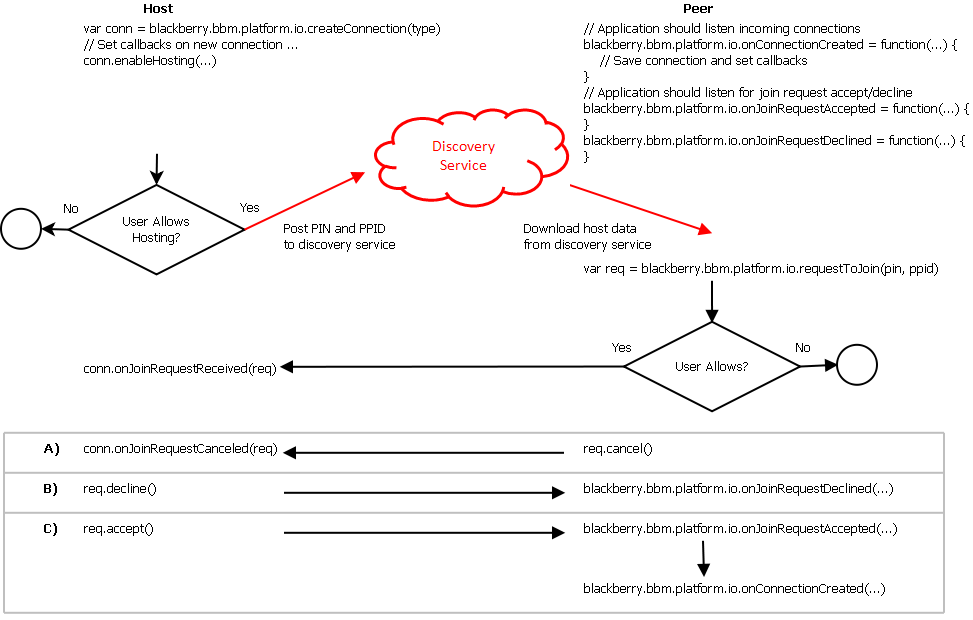 Host
var conn = blackberry.bbm.platform.io.createConnection(type)
// Set callbacks on new connection ...
conn.enableHosting(...)
Peer
// Application should listen incoming connections
blackberry.bbm.platform.io.onConnectionCreated = function(...) {
// Save connection and set callbacks
}
// Application should listen for join request accept/decline
blackberry.bbm.platform.io.onJoinRequestAccepted = function(...) {
}
blackberry.bbm.platform.io.onJoinRequestDeclined = function(...) {
}
Discovery
Service
No
User Allows
Hosting?
Yes
Post PIN and PPID
to discovery service
Download host data
from discovery service
var req = blackberry.bbm.platform.io.requestToJoin(pin, ppid)
Yes
User Allows?
No
conn.onJoinRequestReceived(req)
A) conn.onJoinRequestCanceled(req) req.cancel()
B) req.decline() blackberry.bbm.platform.io.onJoinRequestDeclined(...)
C) req.accept() blackberry.bbm.platform.io.onJoinRequestAccepted(...)
blackberry.bbm.platform.io.onConnectionCreated(...)